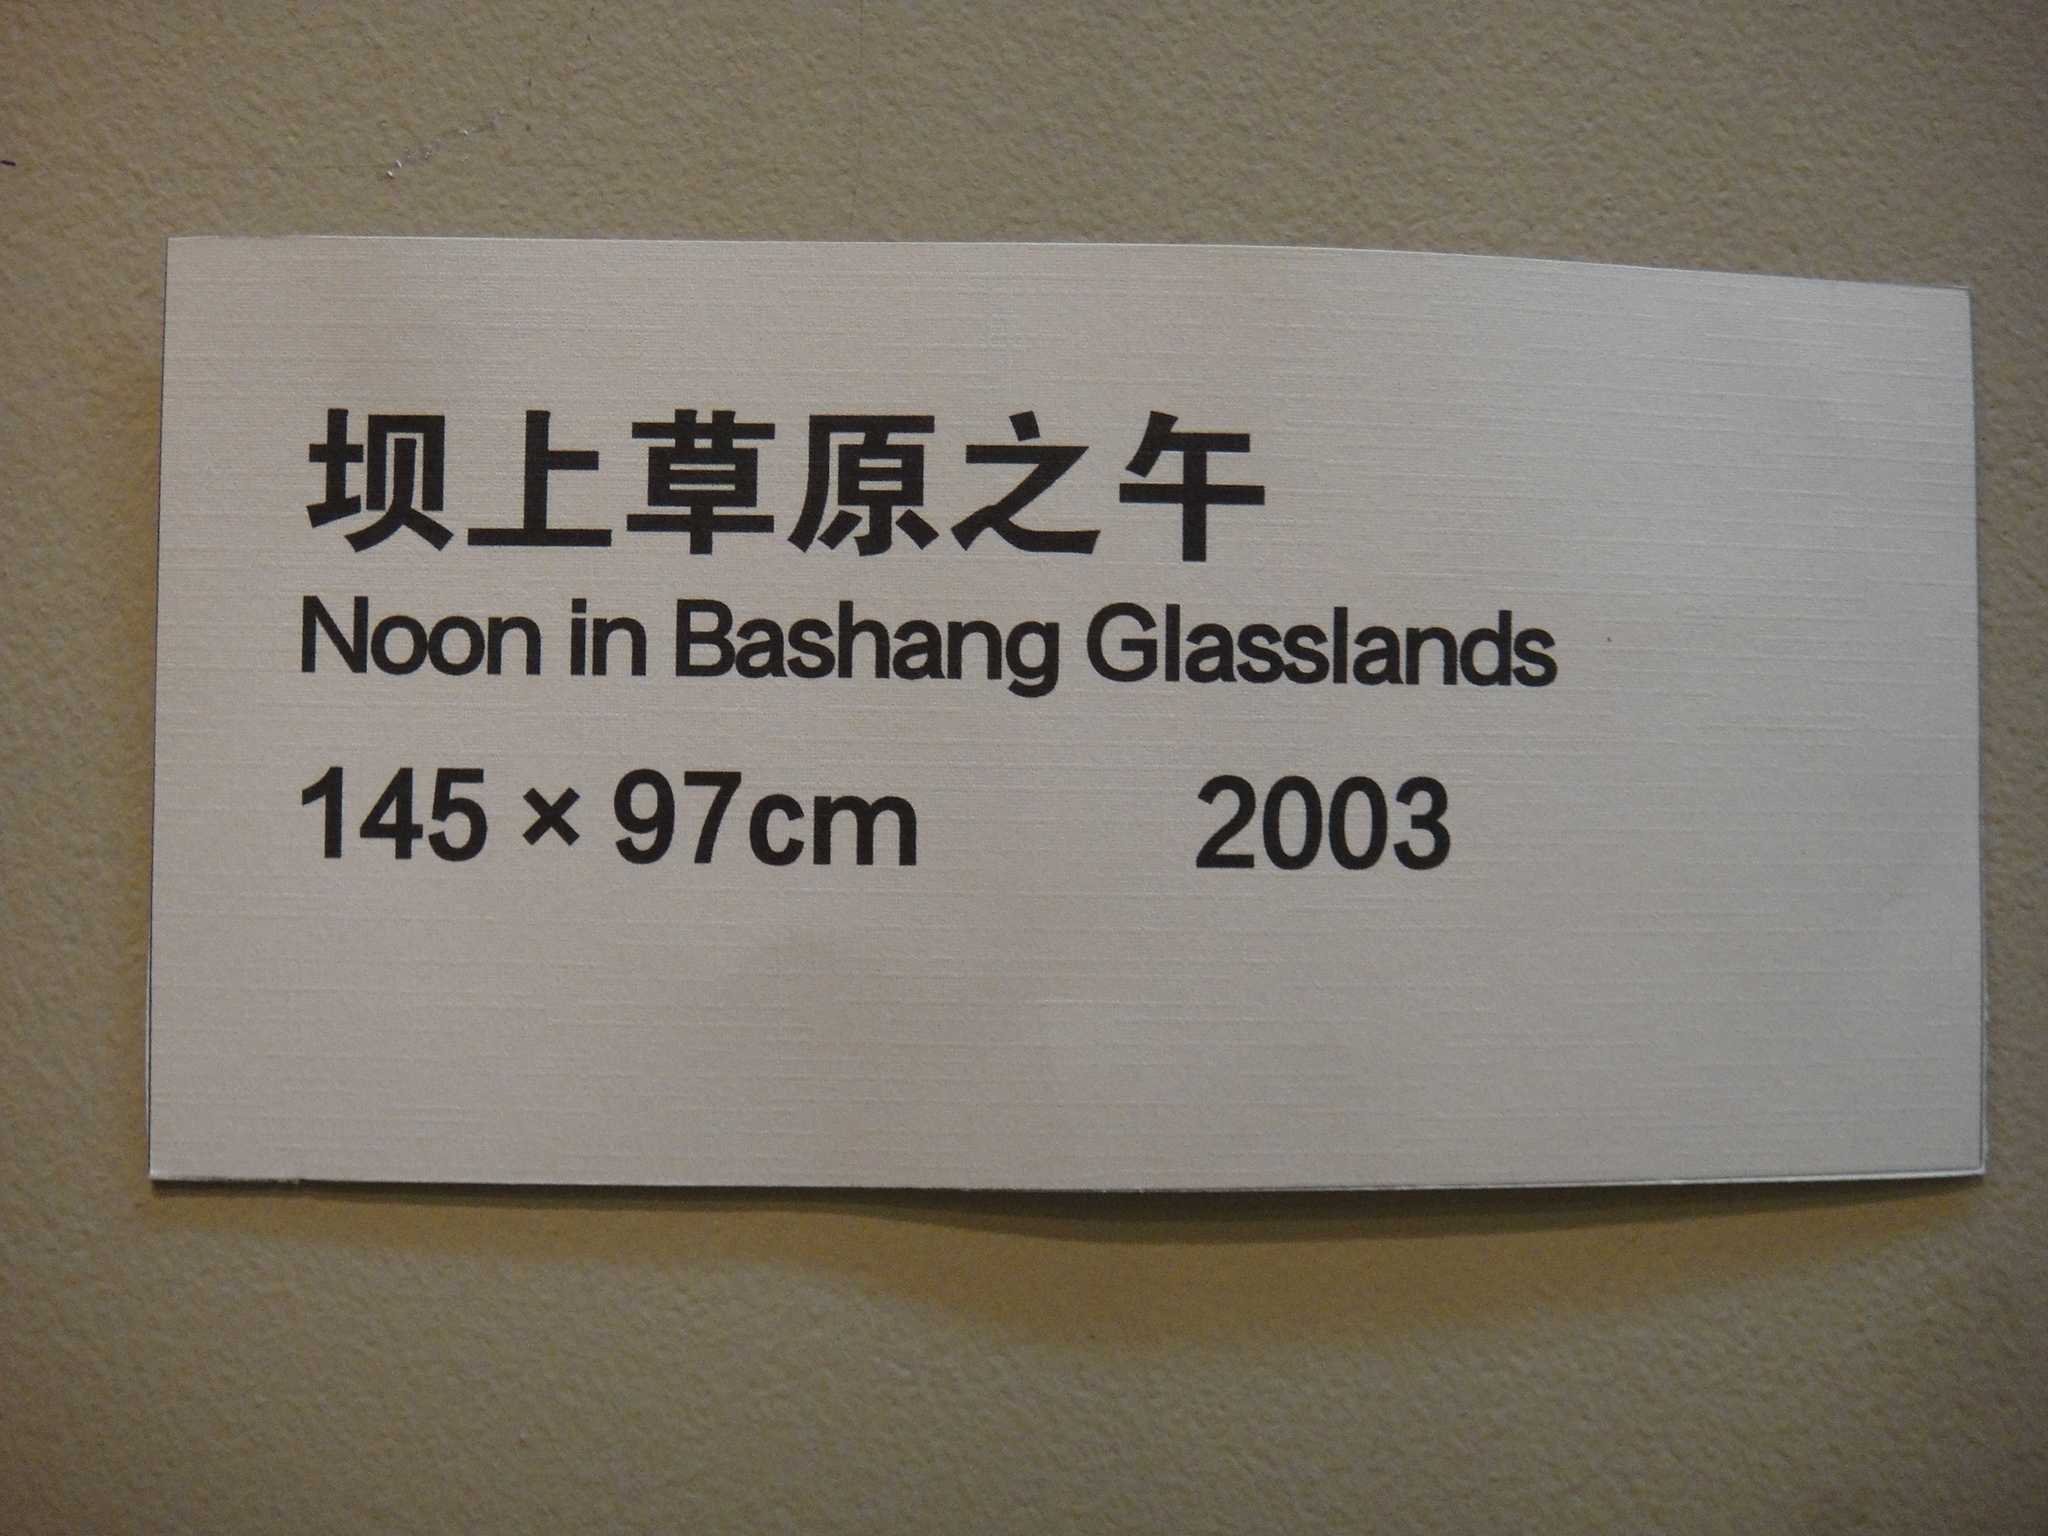 坝上草原之午
Noon in Bashang Glasslands
145×97cm 2003